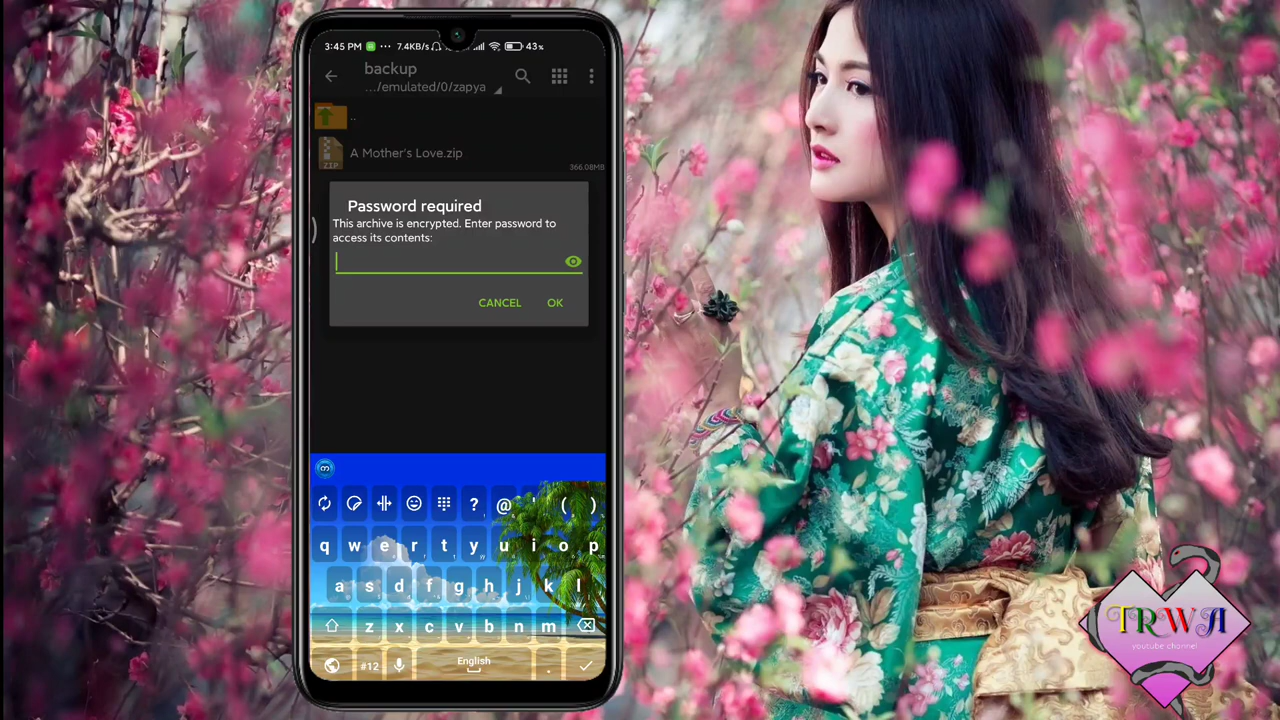 3:45 PM ... 7.4KB/s 43%
backup
.../emulated/0/zapya
..
A Mother's Love.zip
ZIP
366.08MB
Password required
This archive is encrypted. Enter password to
access its contents:
CANCEL OK
? @ ' ( )
q w e r t y u i o p
a s d f g h j k l
z x c v b n m
#12 English .
TRWA
youtube channel